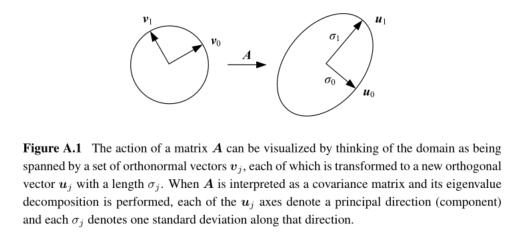 v₁
v₀
A
σ₁
σ₀
u₁
u₀
Figure A.1 The action of a matrix A can be visualized by thinking of the domain as being
spanned by a set of orthonormal vectors vⱼ, each of which is transformed to a new orthogonal
vector uⱼ with a length σⱼ. When A is interpreted as a covariance matrix and its eigenvalue
decomposition is performed, each of the uⱼ axes denote a principal direction (component)
and each σⱼ denotes one standard deviation along that direction.